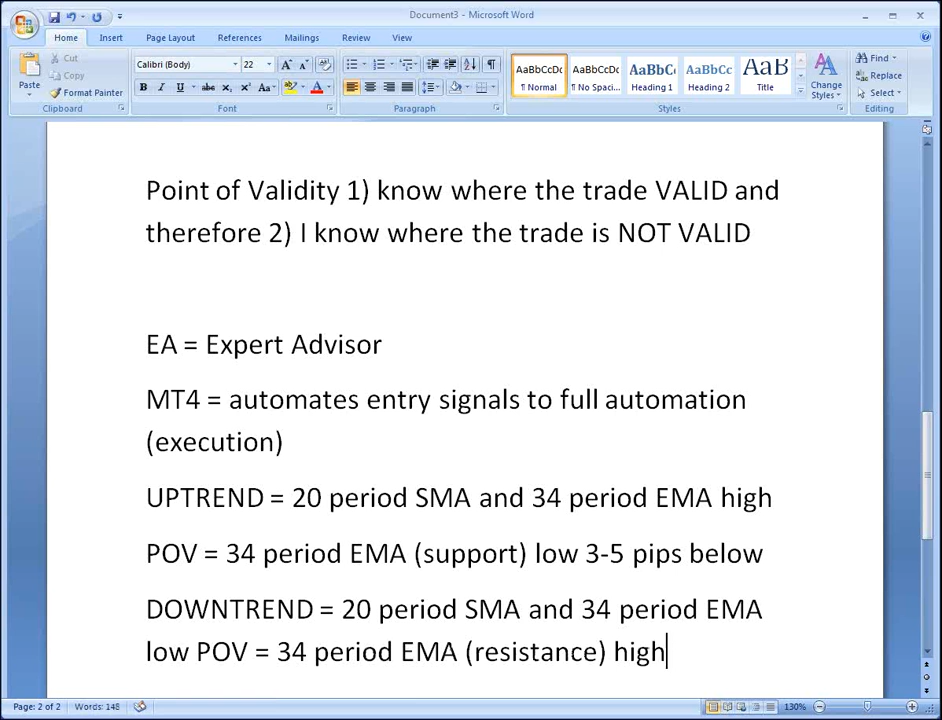 Document3 - Microsoft Word
Home Insert Page Layout References Mailings Review View
Paste Cut Copy Format Painter Clipboard
Calibri (Body) 22 Font
Paragraph
AaBbCcDc AaBbCcDc AaBbC AaBbCc AaB
¶ Normal ¶ No Spaci... Heading 1 Heading 2 Title Change Styles Styles
Find Replace Select Editing
Point of Validity 1) know where the trade VALID and
therefore 2) I know where the trade is NOT VALID
EA = Expert Advisor
MT4 = automates entry signals to full automation
(execution)
UPTREND = 20 period SMA and 34 period EMA high
POV = 34 period EMA (support) low 3-5 pips below
DOWNTREND = 20 period SMA and 34 period EMA
low POV = 34 period EMA (resistance) high
Page: 2 of 2 Words: 148 130%